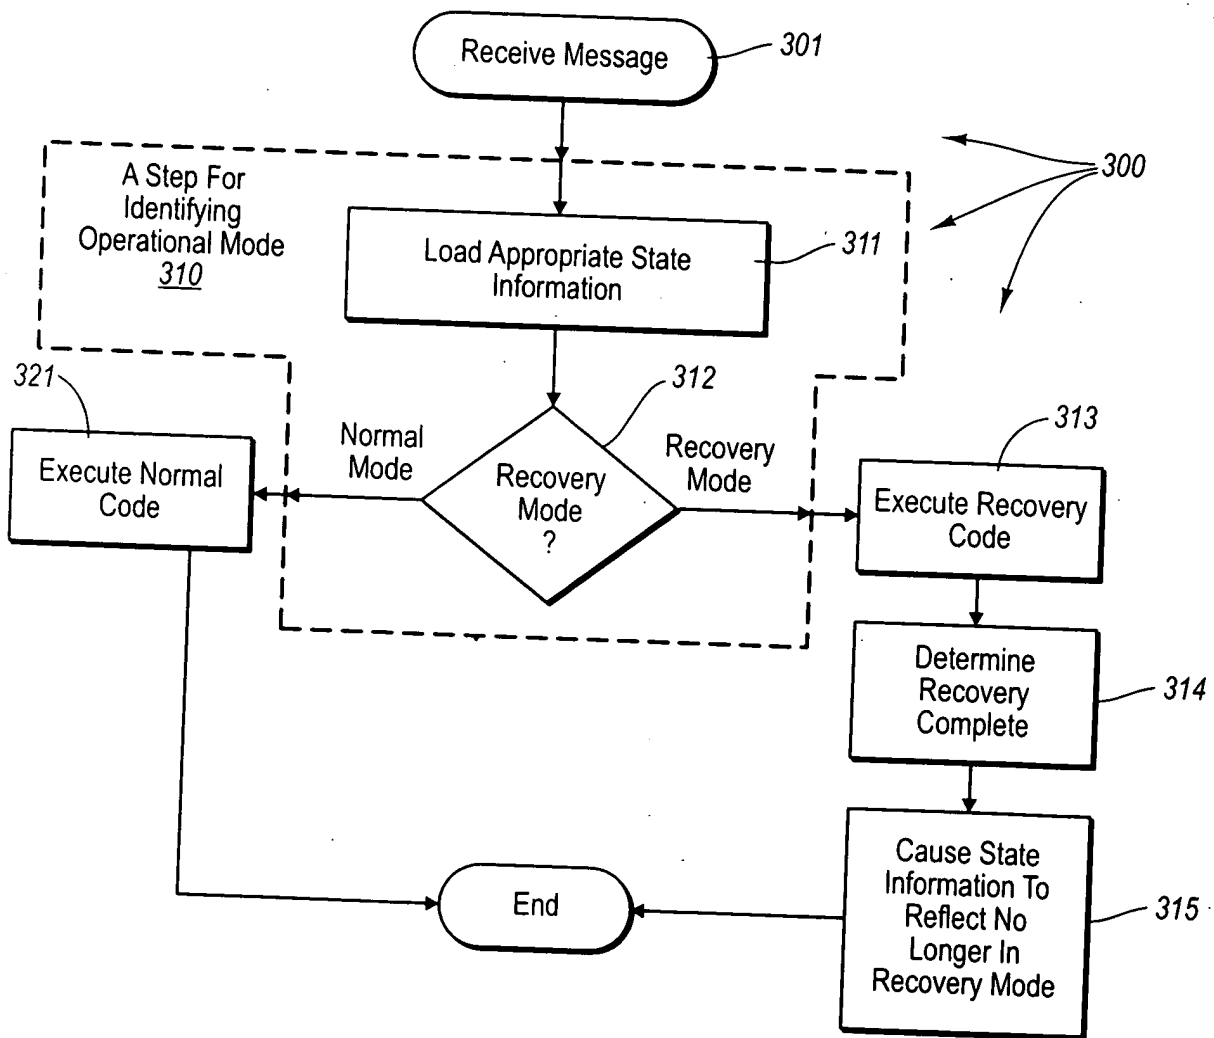 Receive Message
301
300
A Step For
Identifying
Operational Mode
310
Load Appropriate State
Information
311
312
Recovery
Mode
?
Normal
Mode
Recovery
Mode
321
Execute Normal
Code
313
Execute Recovery
Code
Determine
Recovery
Complete
314
Cause State
Information To
Reflect No
Longer In
Recovery Mode
315
End